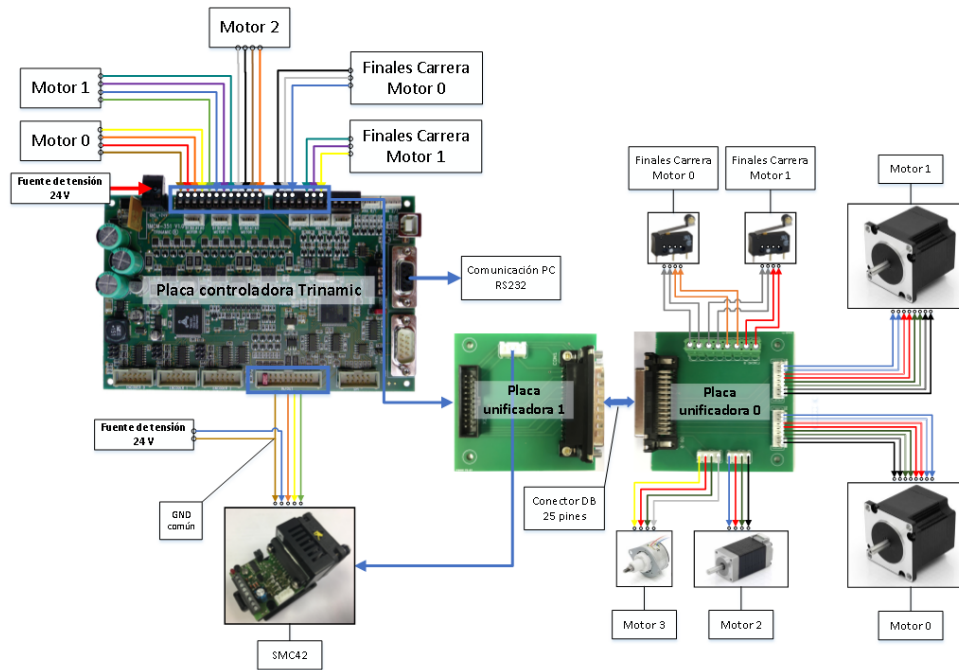 Motor 2
Motor 1
Finales Carrera
Motor 0
Motor 0
Finales Carrera
Motor 1
Fuente de tensión
24 V
Placa controladora Trinamic
Comunicación PC
RS232
Finales Carrera
Motor 0
Finales Carrera
Motor 1
Motor 1
Placa
unificadora 1
Placa
unificadora 0
Fuente de tensión
24 V
GND
común
Conector DB
25 pines
SMC42
Motor 3
Motor 2
Motor 0